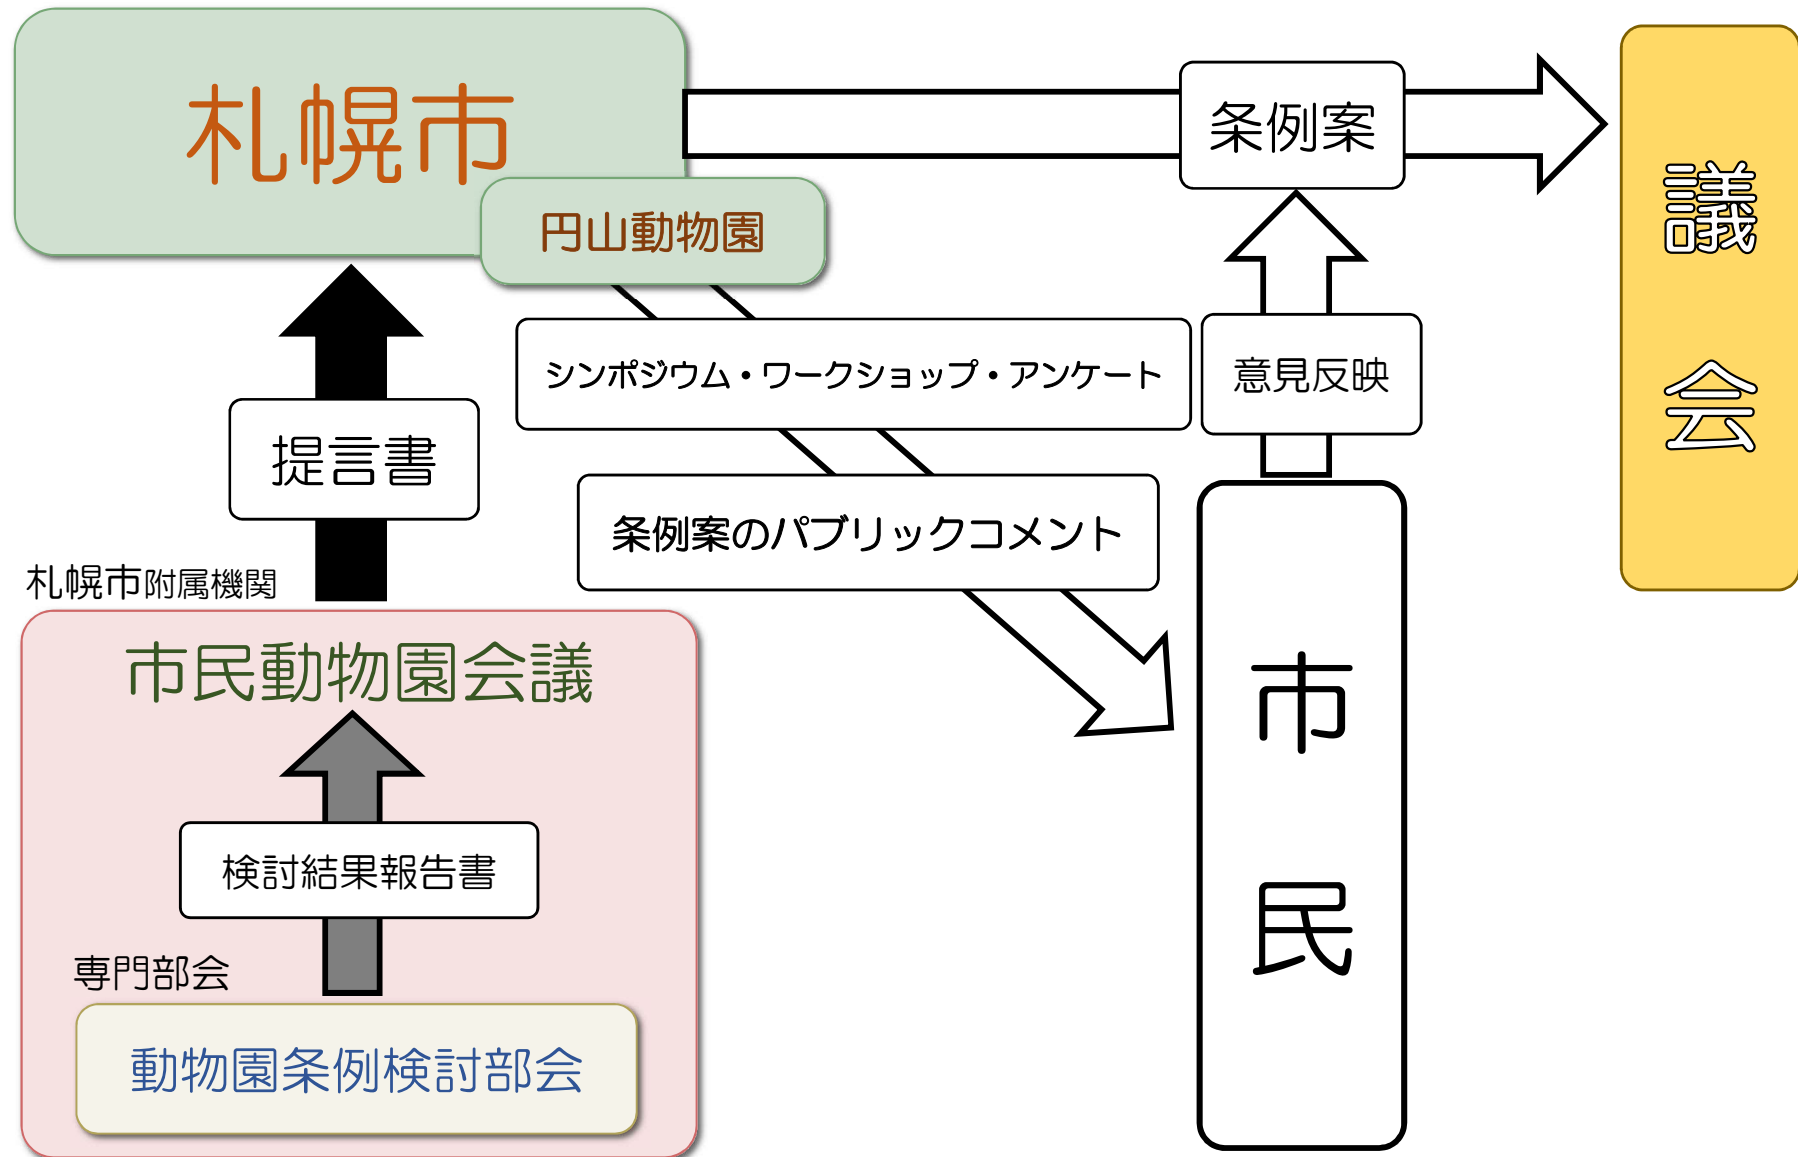 札幌市
円山動物園
条例案
議会
シンポジウム・ワークショップ・アンケート
意見反映
提言書
条例案のパブリックコメント
札幌市附属機関
市民動物園会議
検討結果報告書
専門部会
動物園条例検討部会
市民